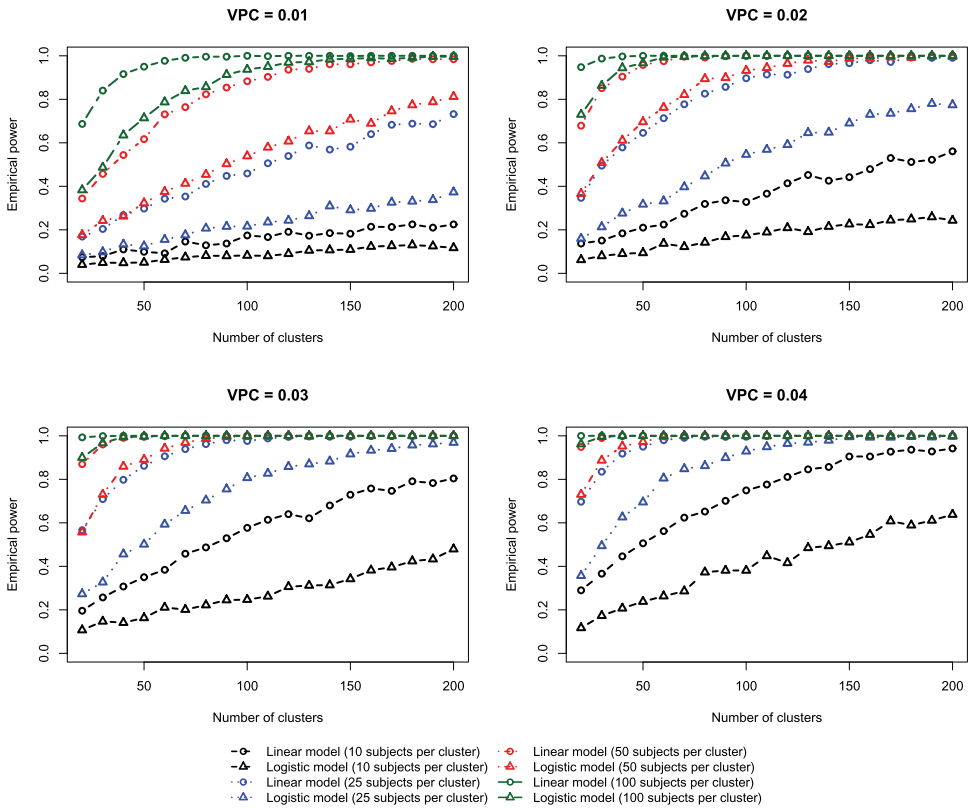 VPC = 0.01
Empirical power
1.0
0.8
0.6
0.4
0.2
0.0
50
100
150
200
Number of clusters
VPC = 0.02
Empirical power
1.0
0.8
0.6
0.4
0.2
0.0
50
100
150
200
Number of clusters
VPC = 0.03
Empirical power
1.0
0.8
0.6
0.4
0.2
0.0
50
100
150
200
Number of clusters
VPC = 0.04
Empirical power
1.0
0.8
0.6
0.4
0.2
0.0
50
100
150
200
Number of clusters
Linear model (10 subjects per cluster)
Logistic model (10 subjects per cluster)
Linear model (25 subjects per cluster)
Logistic model (25 subjects per cluster)
Linear model (50 subjects per cluster)
Logistic model (50 subjects per cluster)
Linear model (100 subjects per cluster)
Logistic model (100 subjects per cluster)